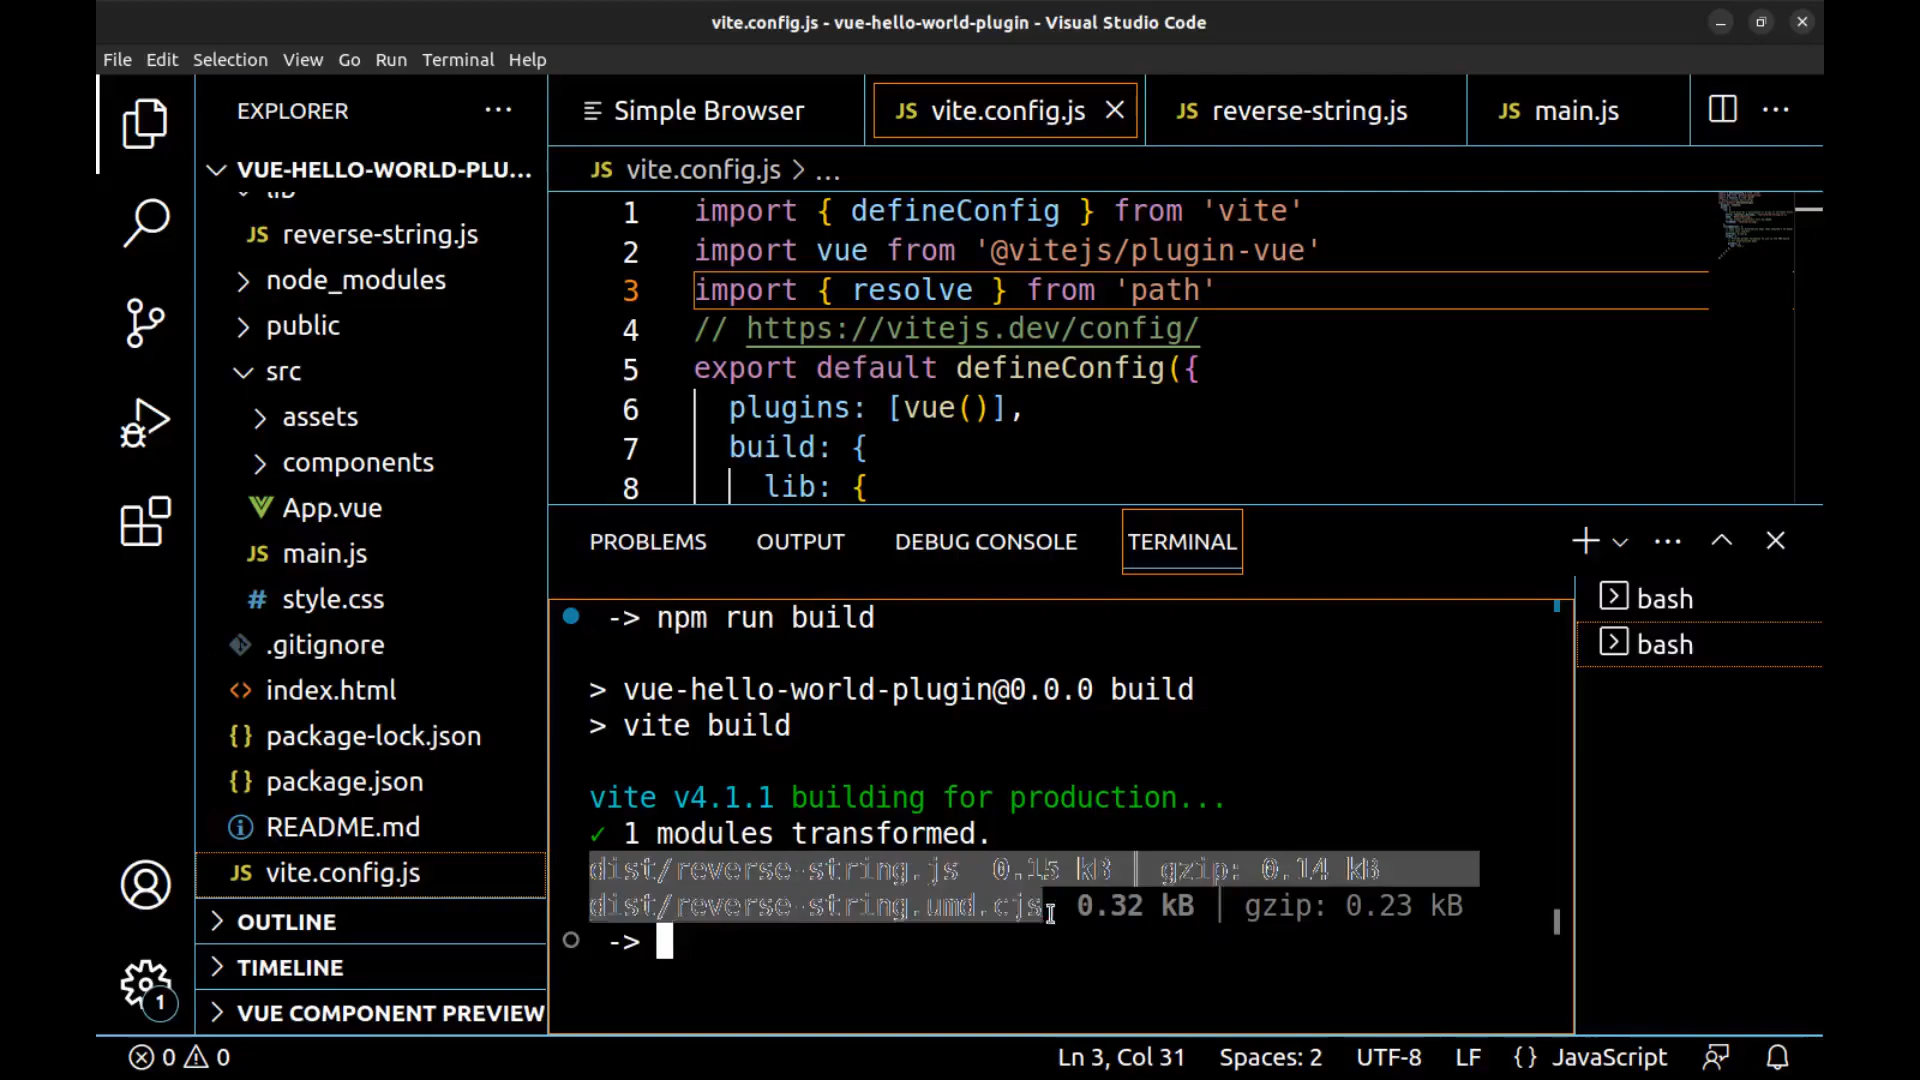 vite.config.js - vue-hello-world-plugin - Visual Studio Code
File Edit Selection View Go Run Terminal Help
EXPLORER
VUE-HELLO-WORLD-PLU...
lib
reverse-string.js
node_modules
public
src
assets
components
App.vue
JS main.js
# style.css
.gitignore
<> index.html
{} package-lock.json
{} package.json
README.md
JS vite.config.js
OUTLINE
TIMELINE
VUE COMPONENT PREVIEW
1
Simple Browser
JS vite.config.js
JS reverse-string.js
JS main.js
JS vite.config.js > ...
1 import { defineConfig } from 'vite'
2 import vue from '@vitejs/plugin-vue'
3 import { resolve } from 'path'
4 // https://vitejs.dev/config/
5 export default defineConfig({
6 plugins: [vue()],
7 build: {
8 lib: {
PROBLEMS OUTPUT DEBUG CONSOLE TERMINAL
-> npm run build
> vue-hello-world-plugin@0.0.0 build
> vite build
vite v4.1.1 building for production...
✓ 1 modules transformed.
dist/reverse-string.js 0.15 kB │ gzip: 0.14 kB
dist/reverse-string.umd.cjs 0.32 kB │ gzip: 0.23 kB
->
bash
bash
0 0
Ln 3, Col 31 Spaces: 2 UTF-8 LF {} JavaScript